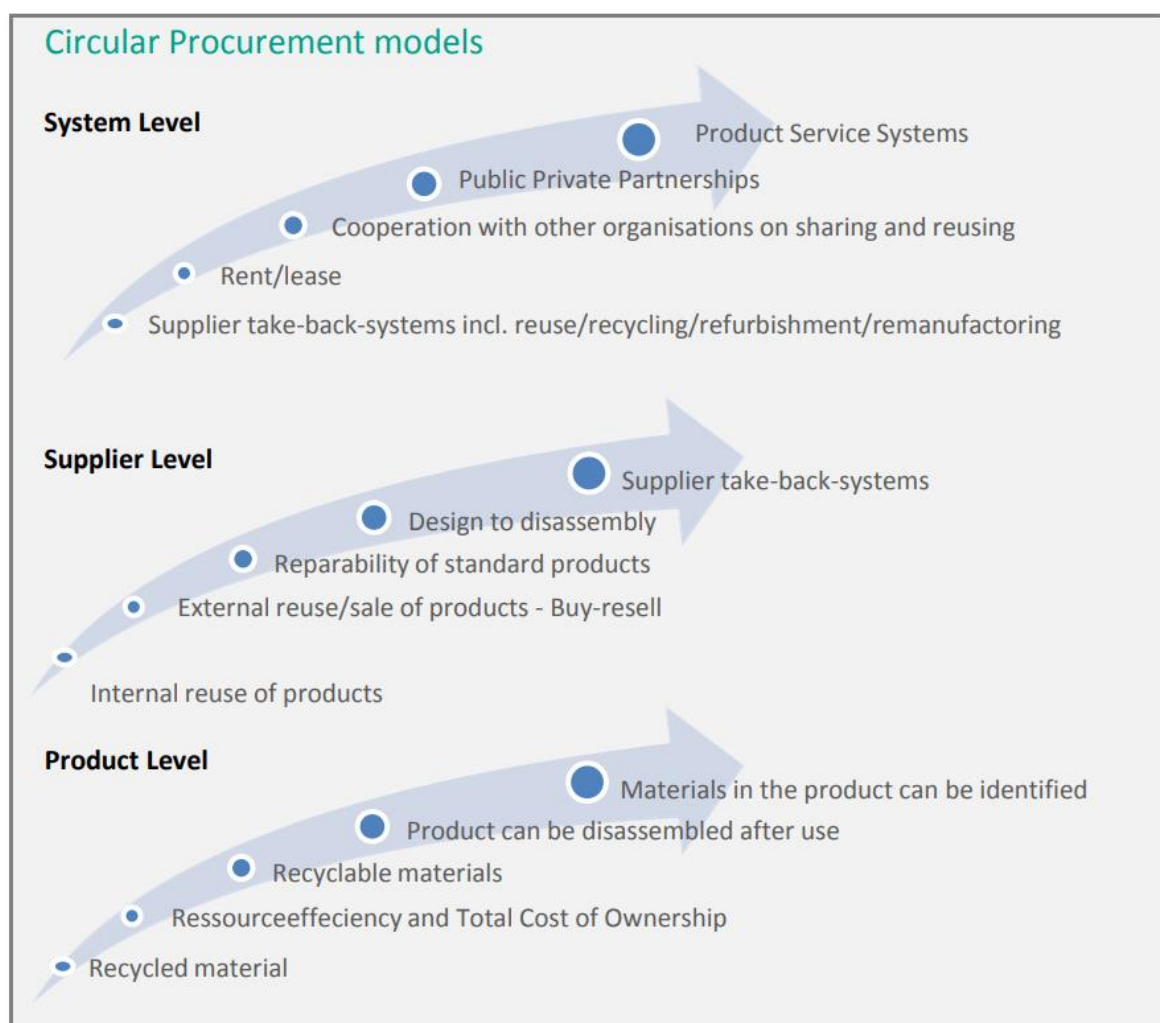 Circular Procurement models
System Level
Product Service Systems
Public Private Partnerships
Cooperation with other organisations on sharing and reusing
Rent/lease
Supplier take-back-systems incl. reuse/recycling/refurbishment/remanufactoring
Supplier Level
Supplier take-back-systems
Design to disassembly
Reparability of standard products
External reuse/sale of products - Buy-resell
Internal reuse of products
Product Level
Materials in the product can be identified
Product can be disassembled after use
Recyclable materials
Ressourceeffeciency and Total Cost of Ownership
Recycled material